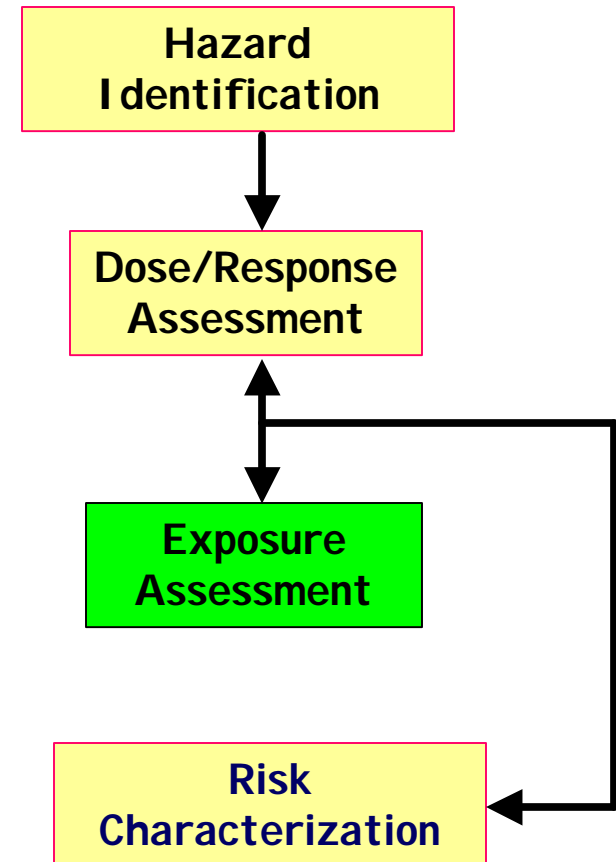 Hazard
Identification
Dose/Response
Assessment
Exposure
Assessment
Risk
Characterization